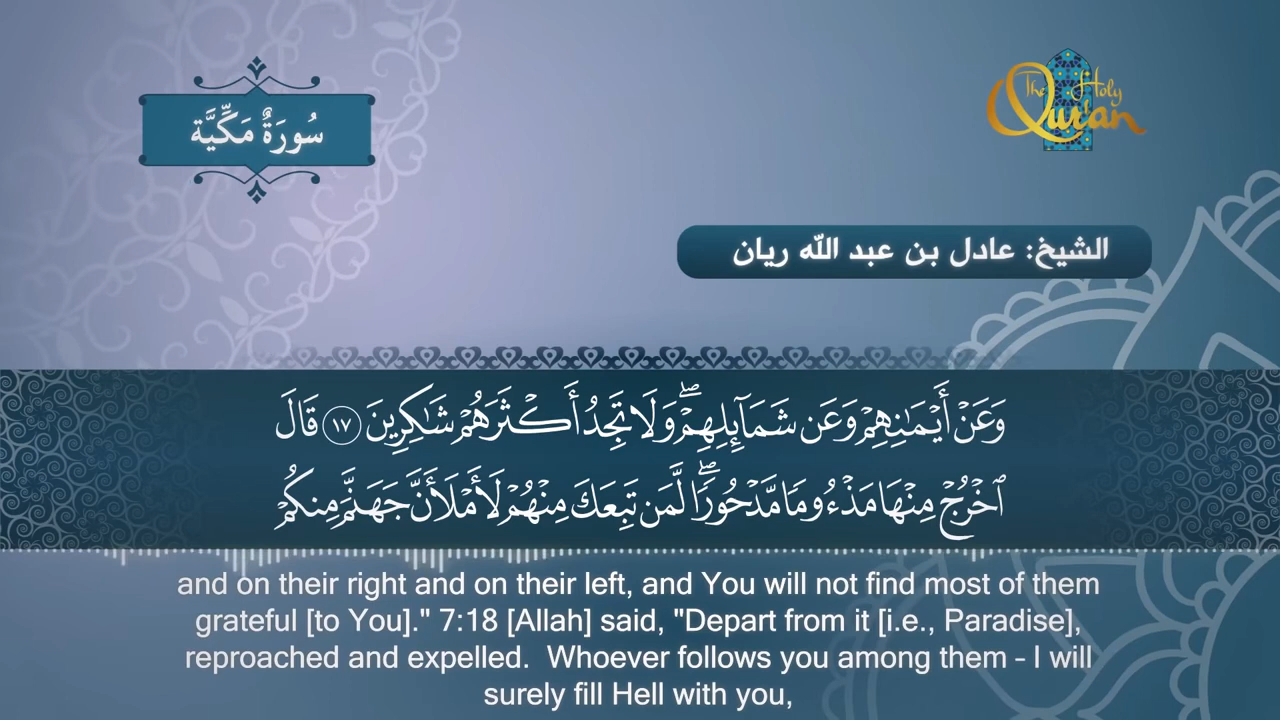 سُورَةٌ مَكِّيَّة
The Holy
Qur'an
الشيخ: عادل بن عبد الله ريان
وَعَنۡ أَيۡمَٰنِهِمۡ وَعَن شَمَآئِلِهِمۡۖ وَلَا تَجِدُ أَكۡثَرَهُمۡ شَٰكِرِينَ ١٧ قَالَ
ٱخۡرُجۡ مِنۡهَا مَذۡءُومٗا مَّدۡحُورٗاۖ لَّمَن تَبِعَكَ مِنۡهُمۡ لَأَمۡلَأَنَّ جَهَنَّمَ مِنكُمۡ
and on their right and on their left, and You will not find most of them
grateful [to You]." 7:18 [Allah] said, "Depart from it [i.e., Paradise],
reproached and expelled.  Whoever follows you among them – I will
surely fill Hell with you,